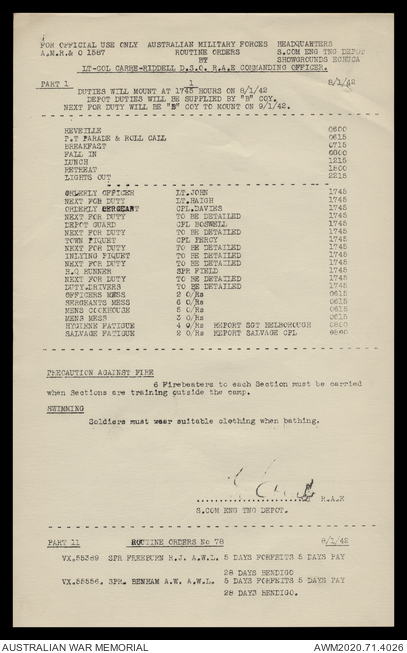 FOR OFFICIAL USE ONLY AUSTRALIAN MILITARY FORCES HEADQUARTERS
A.M.R.& O 1587 ROUTINE ORDERS S.COM ENG TNG DEPOT
BY SHOWGROUNDS ECHUCA
LT-COL CARRE-RIDDELL D.S.O. R.A.E COMMANDING OFFICER.
PART 1 1 8/1/42
DUTIES WILL MOUNT AT 1745 HOURS ON 8/1/42
DEPOT DUTIES WILL BE SUPPLIED BY "B" COY.
NEXT FOR DUTY WILL BE COY TO MOUNT ON 9/1/42.
REVEILLE 0600
P.T PARADE & ROLL CALL 0615
BREAKFAST 0715
FALL IN 0800
LUNCH 1215
RETREAT 1800
LIGHTS OUT 2215
ORDERLY OFFICER LT.JOHN 1745
NEXT FOR DUTY LT.HAIGH 1745
ORDERLY SERGEANT CPL.DAVIES 1745
NEXT FOR DUTY TO BE DETAILED 1745
DEPOT GUARD CPL BOSWELL 1745
NEXT FOR DUTY TO BE DETAILED 1745
TOWN PIQUET CPL PERCY 1745
NEXT FOR DUTY TO BE DETAILED 1745
INLYING PIQUET TO BE DETAILED 1745
NEXT FOR DUTY TO BE DETAILED 1745
H.Q RUNNER SPR FIELD 1745
NEXT FOR DUTY TO BE DETAILED 1745
DUTY.DRIVERS TO BE DETAILED 1745
OFFICERS MESS 2 O/Rs 0615
SERGEANTS MESS 6 O/Rs 0615
MENS COOKHOUSE 5 O/Rs 0615
MENS MESS 3 O/Rs 0615
HYGIENE FATIGUE 4 O/Rs REPORT SGT MELBOROUGH 0800
SALVAGE FATIGUE 2 O/Rs REPORT SALVAGE CPL 0800
PRECAUTION AGAINST FIRE
6 Firebeaters to each Section must be carried
when Sections are training outside the camp.
SWIMMING
Soldiers must wear suitable clothing when bathing.
R.A.E
S.COM ENG TNG DEPOT.
PART 11 ROUTINE ORDERS No 78 8/1/42
VX.55389 SPR FREEBURN R.J. A.W.L. 5 DAYS FORFEITS 5 DAYS PAY
28 DAYS BENDIGO
VX.58556. SPR. BENHAM A.W. A.W.L. 5 DAYS FORFEITS 5 DAYS PAY
28 DAYS BENDIGO.
AUSTRALIAN WAR MEMORIAL AWM2020.71.4026